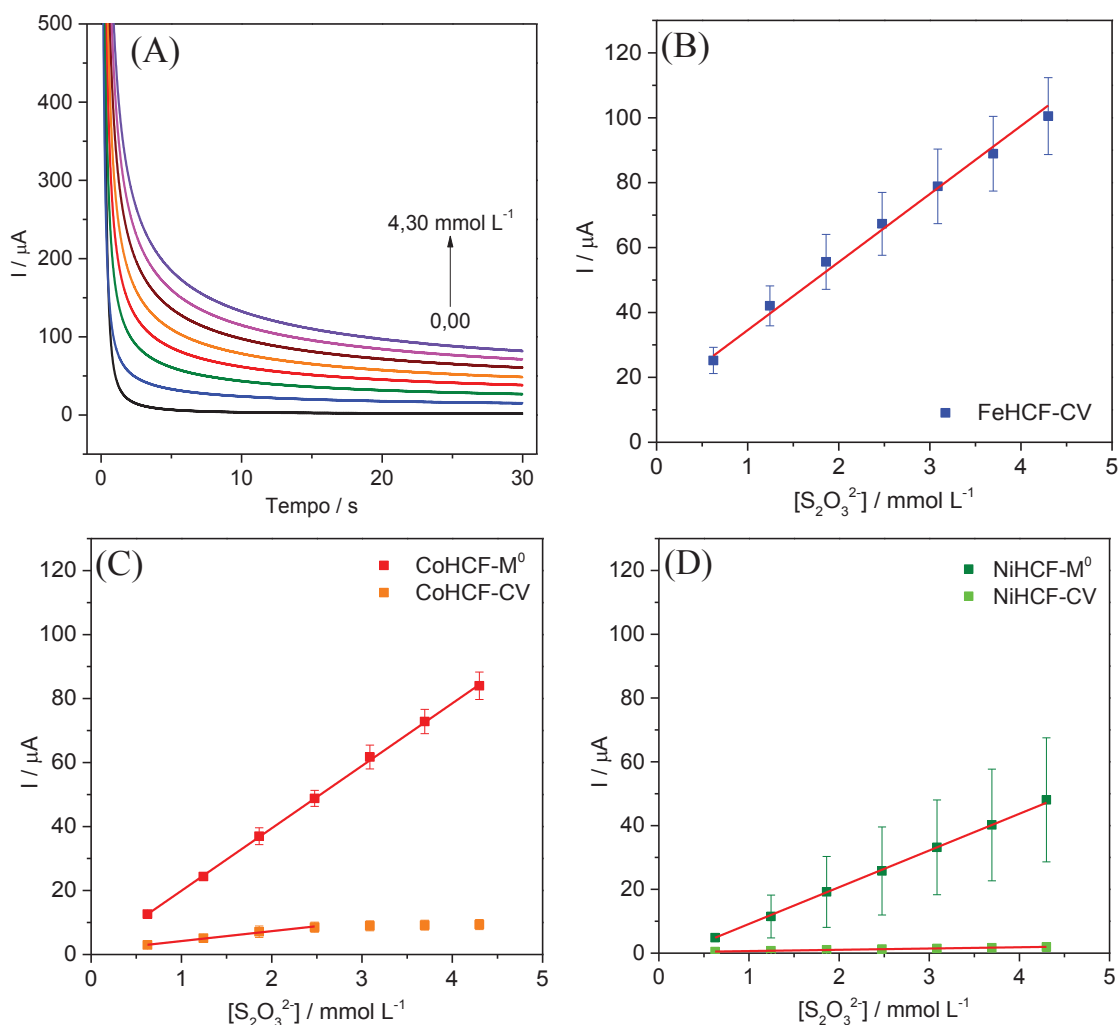 (A)
500
400
300
200
100
0
I / μA
4,30 mmol L⁻¹
0,00
0 10 20 30
Tempo / s
(B)
120
100
80
60
40
20
0
I / μA
FeHCF-CV
0 1 2 3 4 5
[S₂O₃²⁻] / mmol L⁻¹
(C)
CoHCF-M⁰
CoHCF-CV
120
100
80
60
40
20
0
I / μA
0 1 2 3 4 5
[S₂O₃²⁻] / mmol L⁻¹
(D)
NiHCF-M⁰
NiHCF-CV
120
100
80
60
40
20
0
I / μA
0 1 2 3 4 5
[S₂O₃²⁻] / mmol L⁻¹